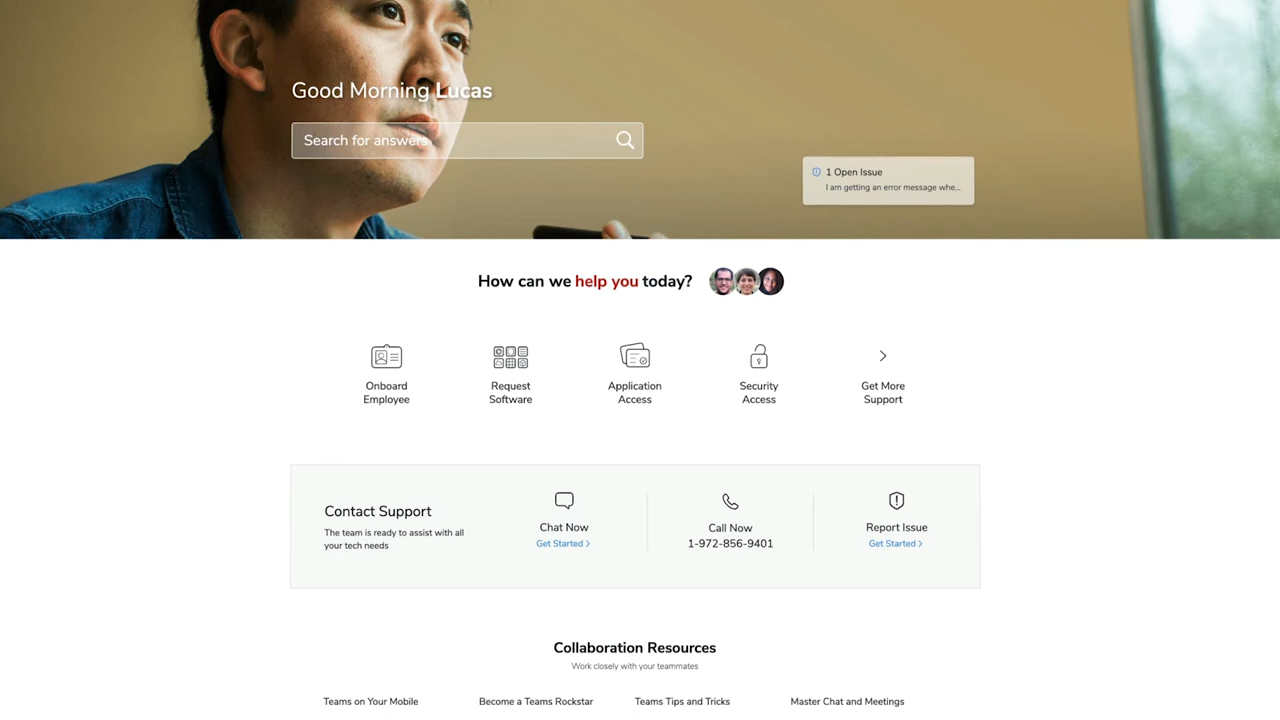 Good Morning Lucas
Search for answers
1 Open Issue
I am getting an error message whe...
How can we help you today?
Onboard
Employee
Request
Software
Application
Access
Security
Access
Get More
Support
Contact Support
The team is ready to assist with all
your tech needs
Chat Now
Get Started >
Call Now
1-972-856-9401
Report Issue
Get Started >
Collaboration Resources
Work closely with your teammates
Teams on Your Mobile
Become a Teams Rockstar
Teams Tips and Tricks
Master Chat and Meetings